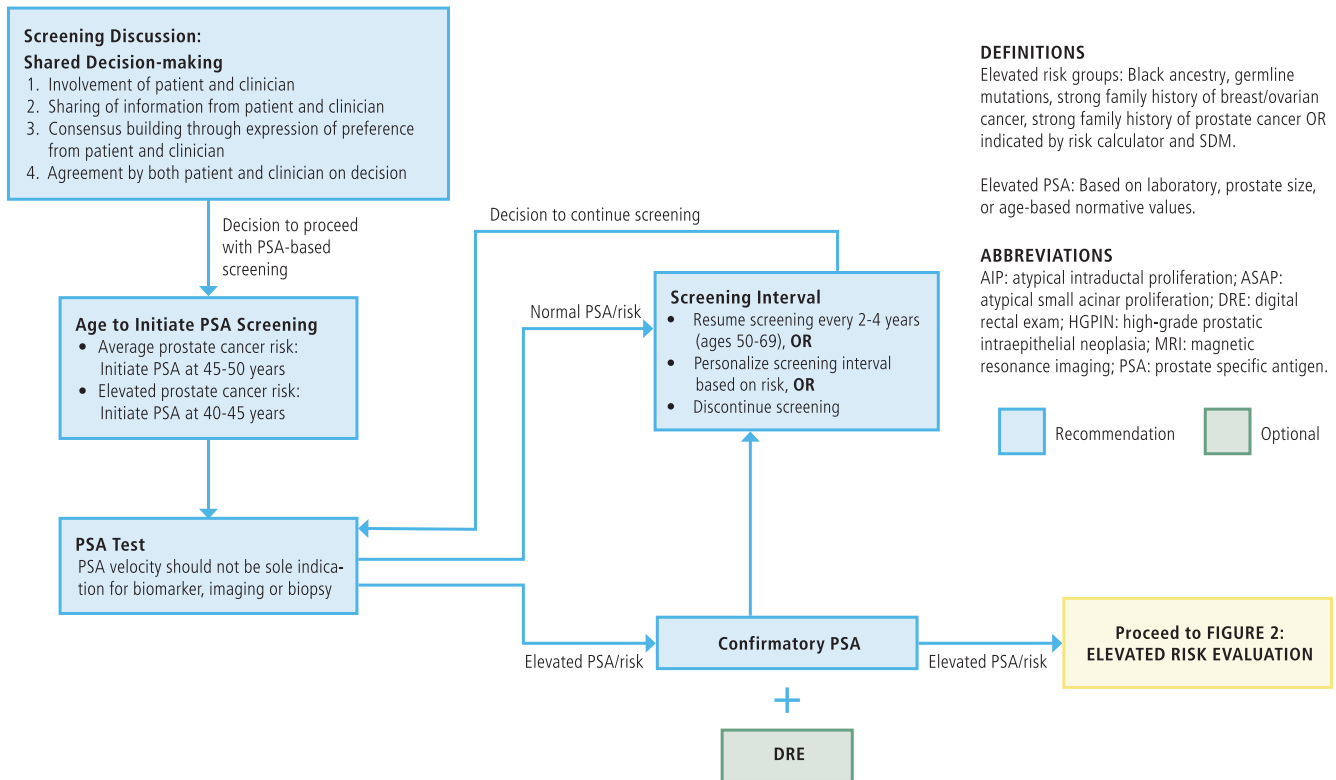 Screening Discussion:
Shared Decision-making
1. Involvement of patient and clinician
2. Sharing of information from patient and clinician
3. Consensus building through expression of preference
from patient and clinician
4. Agreement by both patient and clinician on decision
Decision to proceed
with PSA-based
screening
Age to Initiate PSA Screening
• Average prostate cancer risk:
Initiate PSA at 45-50 years
• Elevated prostate cancer risk:
Initiate PSA at 40-45 years
PSA Test
PSA velocity should not be sole indica-
tion for biomarker, imaging or biopsy
Decision to continue screening
Normal PSA/risk
Screening Interval
• Resume screening every 2-4 years
(ages 50-69), OR
• Personalize screening interval
based on risk, OR
• Discontinue screening
Elevated PSA/risk
Confirmatory PSA
+
DRE
Elevated PSA/risk
Proceed to FIGURE 2:
ELEVATED RISK EVALUATION
DEFINITIONS
Elevated risk groups: Black ancestry, germline
mutations, strong family history of breast/ovarian
cancer, strong family history of prostate cancer OR
indicated by risk calculator and SDM.
Elevated PSA: Based on laboratory, prostate size,
or age-based normative values.
ABBREVIATIONS
AIP: atypical intraductal proliferation; ASAP:
atypical small acinar proliferation; DRE: digital
rectal exam; HGPIN: high-grade prostatic
intraepithelial neoplasia; MRI: magnetic
resonance imaging; PSA: prostate specific antigen.
Recommendation
Optional